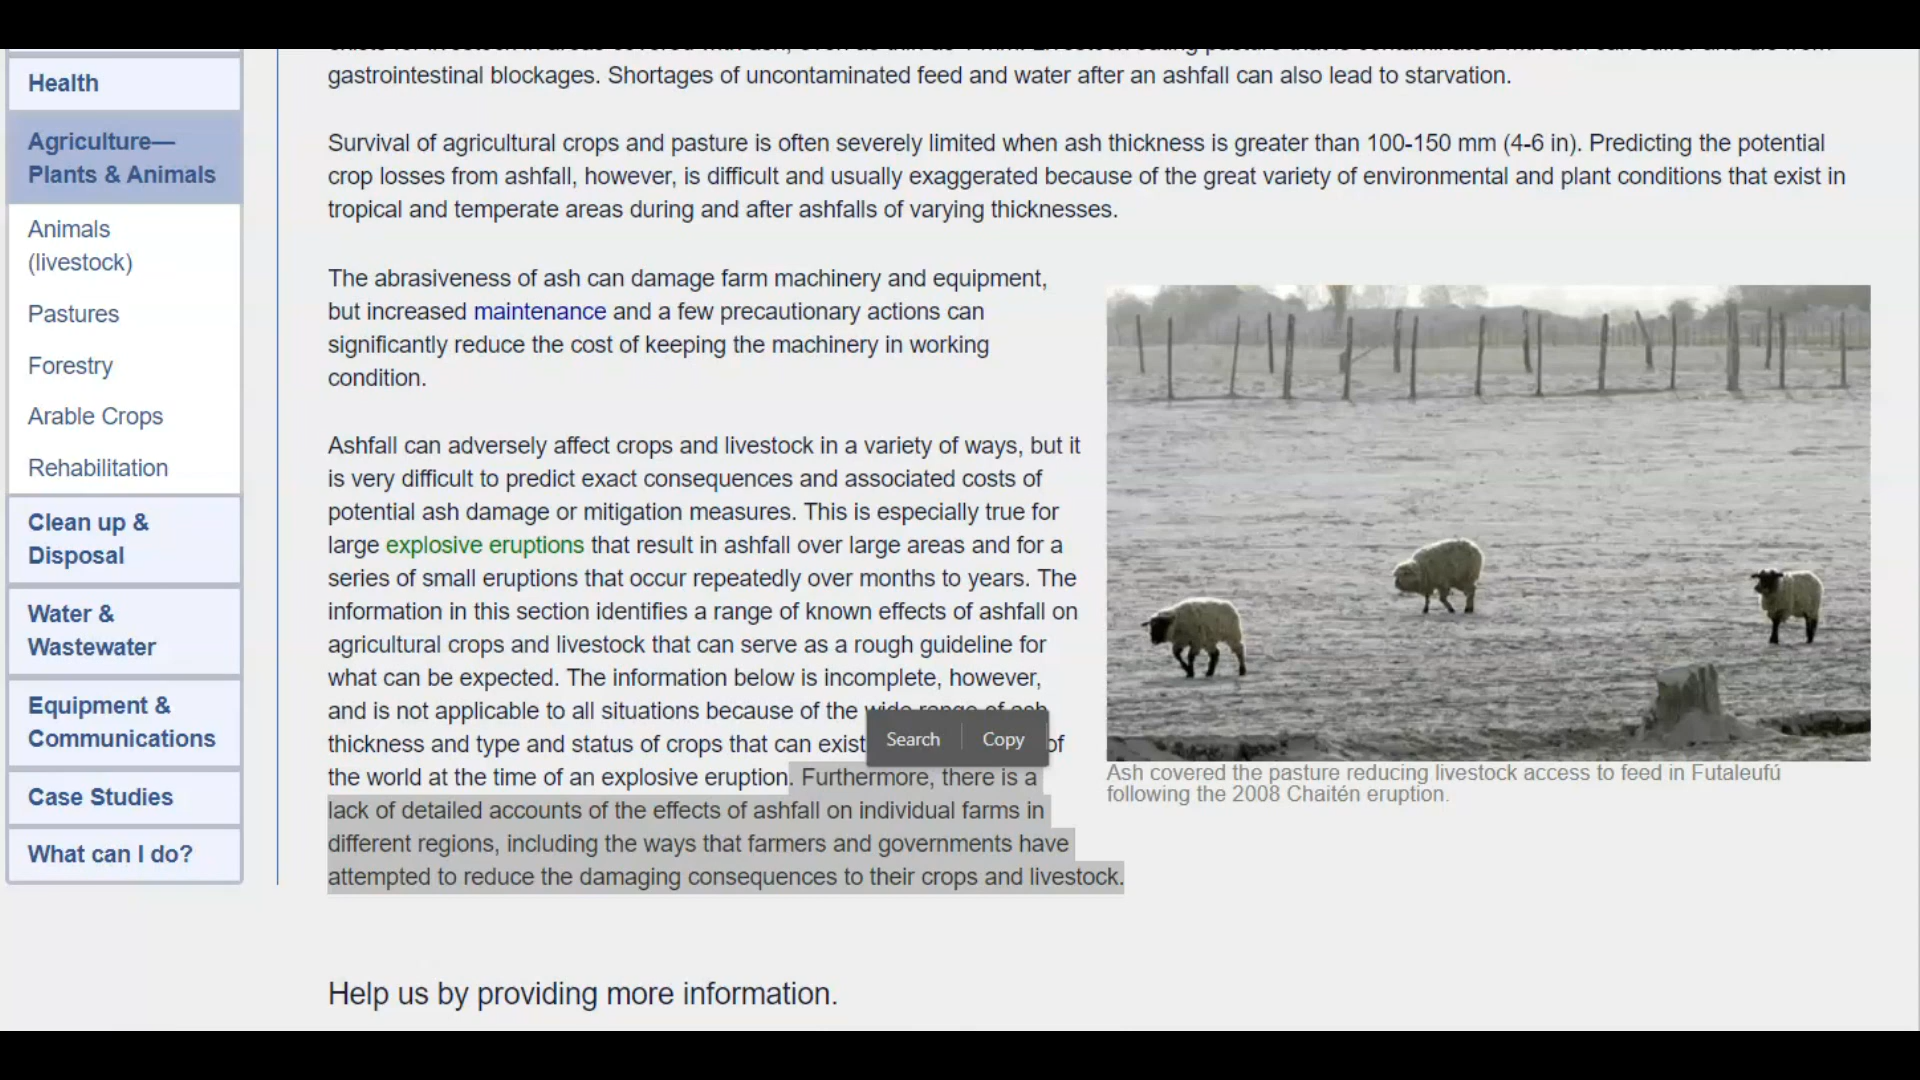 Health
Agriculture—
Plants & Animals
Animals
(livestock)
Pastures
Forestry
Arable Crops
Rehabilitation
Clean up &
Disposal
Water &
Wastewater
Equipment &
Communications
Case Studies
What can I do?
gastrointestinal blockages. Shortages of uncontaminated feed and water after an ashfall can also lead to starvation.
Survival of agricultural crops and pasture is often severely limited when ash thickness is greater than 100-150 mm (4-6 in). Predicting the potential
crop losses from ashfall, however, is difficult and usually exaggerated because of the great variety of environmental and plant conditions that exist in
tropical and temperate areas during and after ashfalls of varying thicknesses.
The abrasiveness of ash can damage farm machinery and equipment,
but increased maintenance and a few precautionary actions can
significantly reduce the cost of keeping the machinery in working
condition.
Ashfall can adversely affect crops and livestock in a variety of ways, but it
is very difficult to predict exact consequences and associated costs of
potential ash damage or mitigation measures. This is especially true for
large explosive eruptions that result in ashfall over large areas and for a
series of small eruptions that occur repeatedly over months to years. The
information in this section identifies a range of known effects of ashfall on
agricultural crops and livestock that can serve as a rough guideline for
what can be expected. The information below is incomplete, however,
and is not applicable to all situations because of the wide range of ash
thickness and type and status of crops that can exist of
the world at the time of an explosive eruption. Furthermore, there is a
lack of detailed accounts of the effects of ashfall on individual farms in
different regions, including the ways that farmers and governments have
attempted to reduce the damaging consequences to their crops and livestock.
Search Copy
Ash covered the pasture reducing livestock access to feed in Futaleufú
following the 2008 Chaitén eruption.
Help us by providing more information.